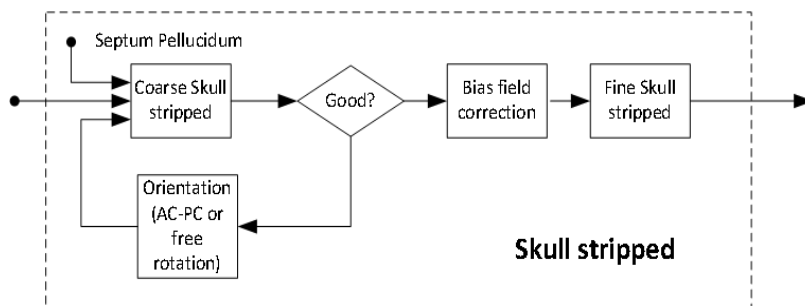 Septum Pellucidum
Coarse Skull
stripped
Good?
Bias field
correction
Fine Skull
stripped
Orientation
(AC-PC or
free
rotation)
Skull stripped